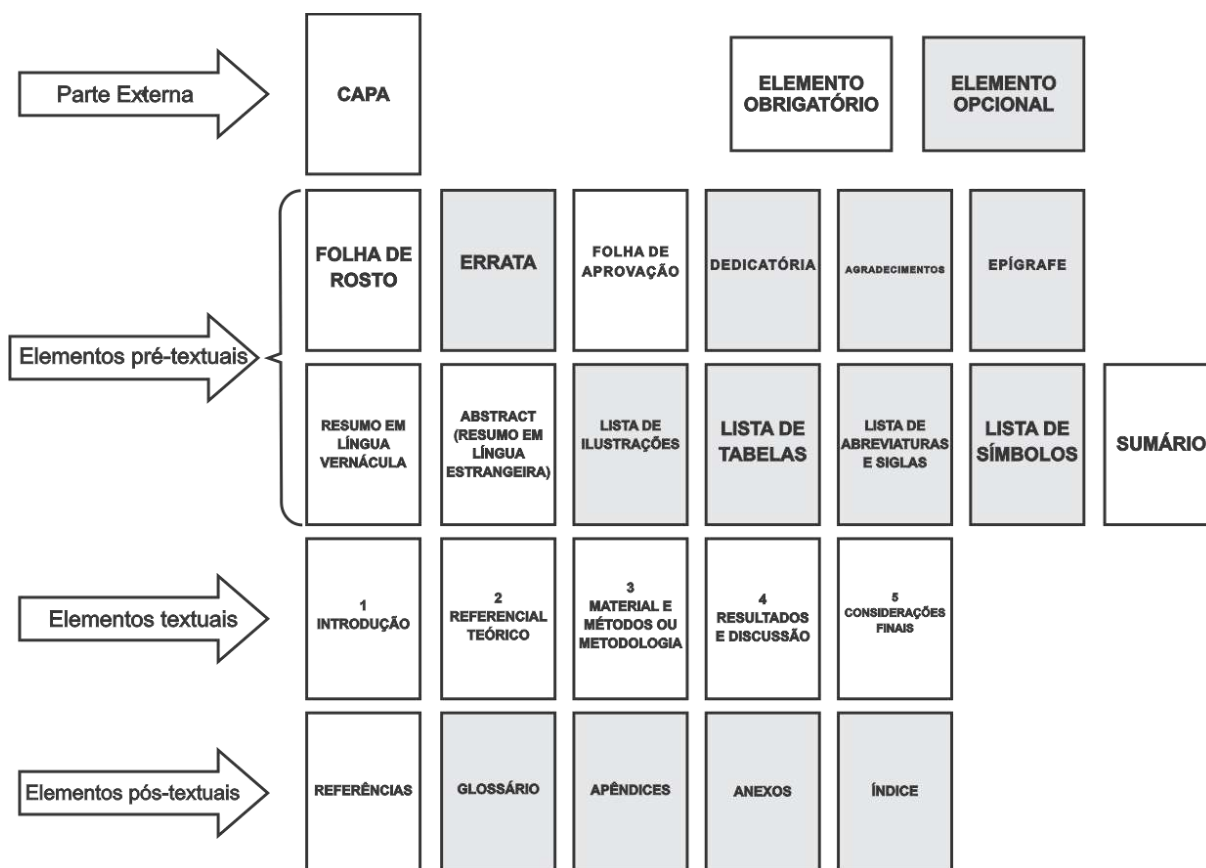 Parte Externa
CAPA
ELEMENTO
OBRIGATÓRIO
ELEMENTO
OPCIONAL
Elementos pré-textuais
FOLHA DE
ROSTO
ERRATA
FOLHA DE
APROVAÇÃO
DEDICATÓRIA
AGRADECIMENTOS
EPÍGRAFE
RESUMO EM
LÍNGUA
VERNÁCULA
ABSTRACT
(RESUMO EM
LÍNGUA
ESTRANGEIRA)
LISTA DE
ILUSTRAÇÕES
LISTA DE
TABELAS
LISTA DE
ABREVIATURAS
E SIGLAS
LISTA DE
SÍMBOLOS
SUMÁRIO
Elementos textuais
1
INTRODUÇÃO
2
REFERENCIAL
TEÓRICO
3
MATERIAL E
MÉTODOS OU
METODOLOGIA
4
RESULTADOS
E DISCUSSÃO
5
CONSIDERAÇÕES
FINAIS
Elementos pós-textuais
REFERÊNCIAS
GLOSSÁRIO
APÊNDICES
ANEXOS
ÍNDICE